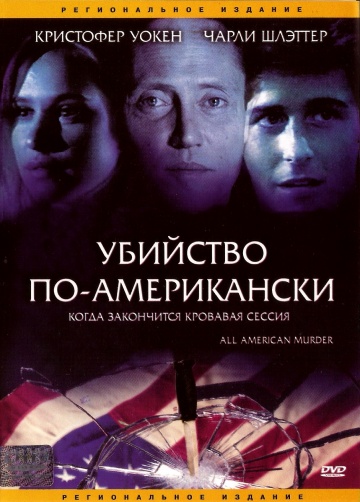 РЕГИОНАЛЬНОЕ ИЗДАНИЕ
КРИСТОФЕР УОКЕН ЧАРЛИ ШЛЭТТЕР
УБИЙСТВО
ПО-АМЕРИКАНСКИ
КОГДА ЗАКОНЧИТСЯ КРОВАВАЯ СЕССИЯ
ALL AMERICAN MURDER
DVD
РЕГИОНАЛЬНОЕ ИЗДАНИЕ